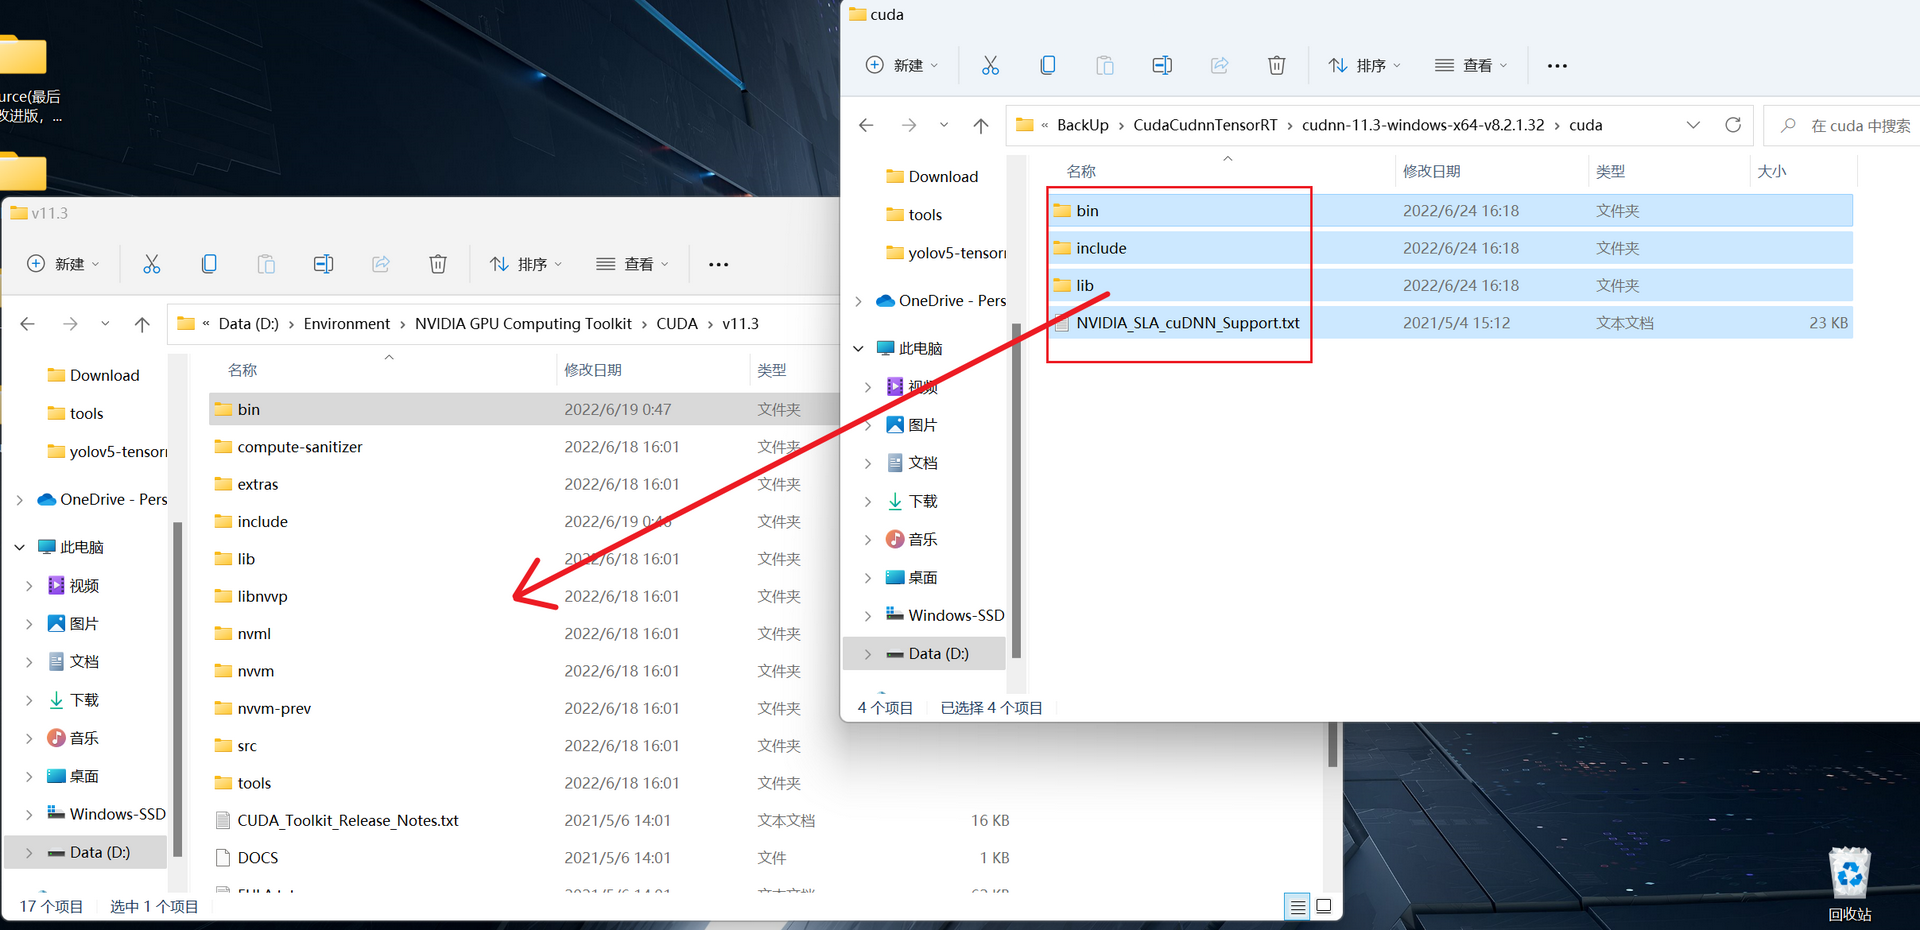 urce(最后
改进版，...
cuda
新建
排序
查看
« BackUp › CudaCudnnTensorRT › cudnn-11.3-windows-x64-v8.2.1.32 › cuda
在 cuda 中搜索
Download
tools
yolov5-tensorr
OneDrive - Pers
此电脑
视频
图片
文档
下载
音乐
桌面
Windows-SSD
Data (D:)
名称 修改日期 类型 大小
bin 2022/6/24 16:18 文件夹
include 2022/6/24 16:18 文件夹
lib 2022/6/24 16:18 文件夹
NVIDIA_SLA_cuDNN_Support.txt 2021/5/4 15:12 文本文档 23 KB
4 个项目 已选择 4 个项目
v11.3
新建
排序
查看
« Data (D:) › Environment › NVIDIA GPU Computing Toolkit › CUDA › v11.3
Download
tools
yolov5-tensorr
OneDrive - Pers
此电脑
视频
图片
文档
下载
音乐
桌面
Windows-SSD
Data (D:)
名称 修改日期 类型
bin 2022/6/19 0:47 文件夹
compute-sanitizer 2022/6/18 16:01 文件夹
extras 2022/6/18 16:01 文件夹
include 2022/6/19 0:46 文件夹
lib 2022/6/18 16:01 文件夹
libnvvp 2022/6/18 16:01 文件夹
nvml 2022/6/18 16:01 文件夹
nvvm 2022/6/18 16:01 文件夹
nvvm-prev 2022/6/18 16:01 文件夹
src 2022/6/18 16:01 文件夹
tools 2022/6/18 16:01 文件夹
CUDA_Toolkit_Release_Notes.txt 2021/5/6 14:01 文本文档 16 KB
DOCS 2021/5/6 14:01 文件 1 KB
17 个项目 选中 1 个项目
回收站